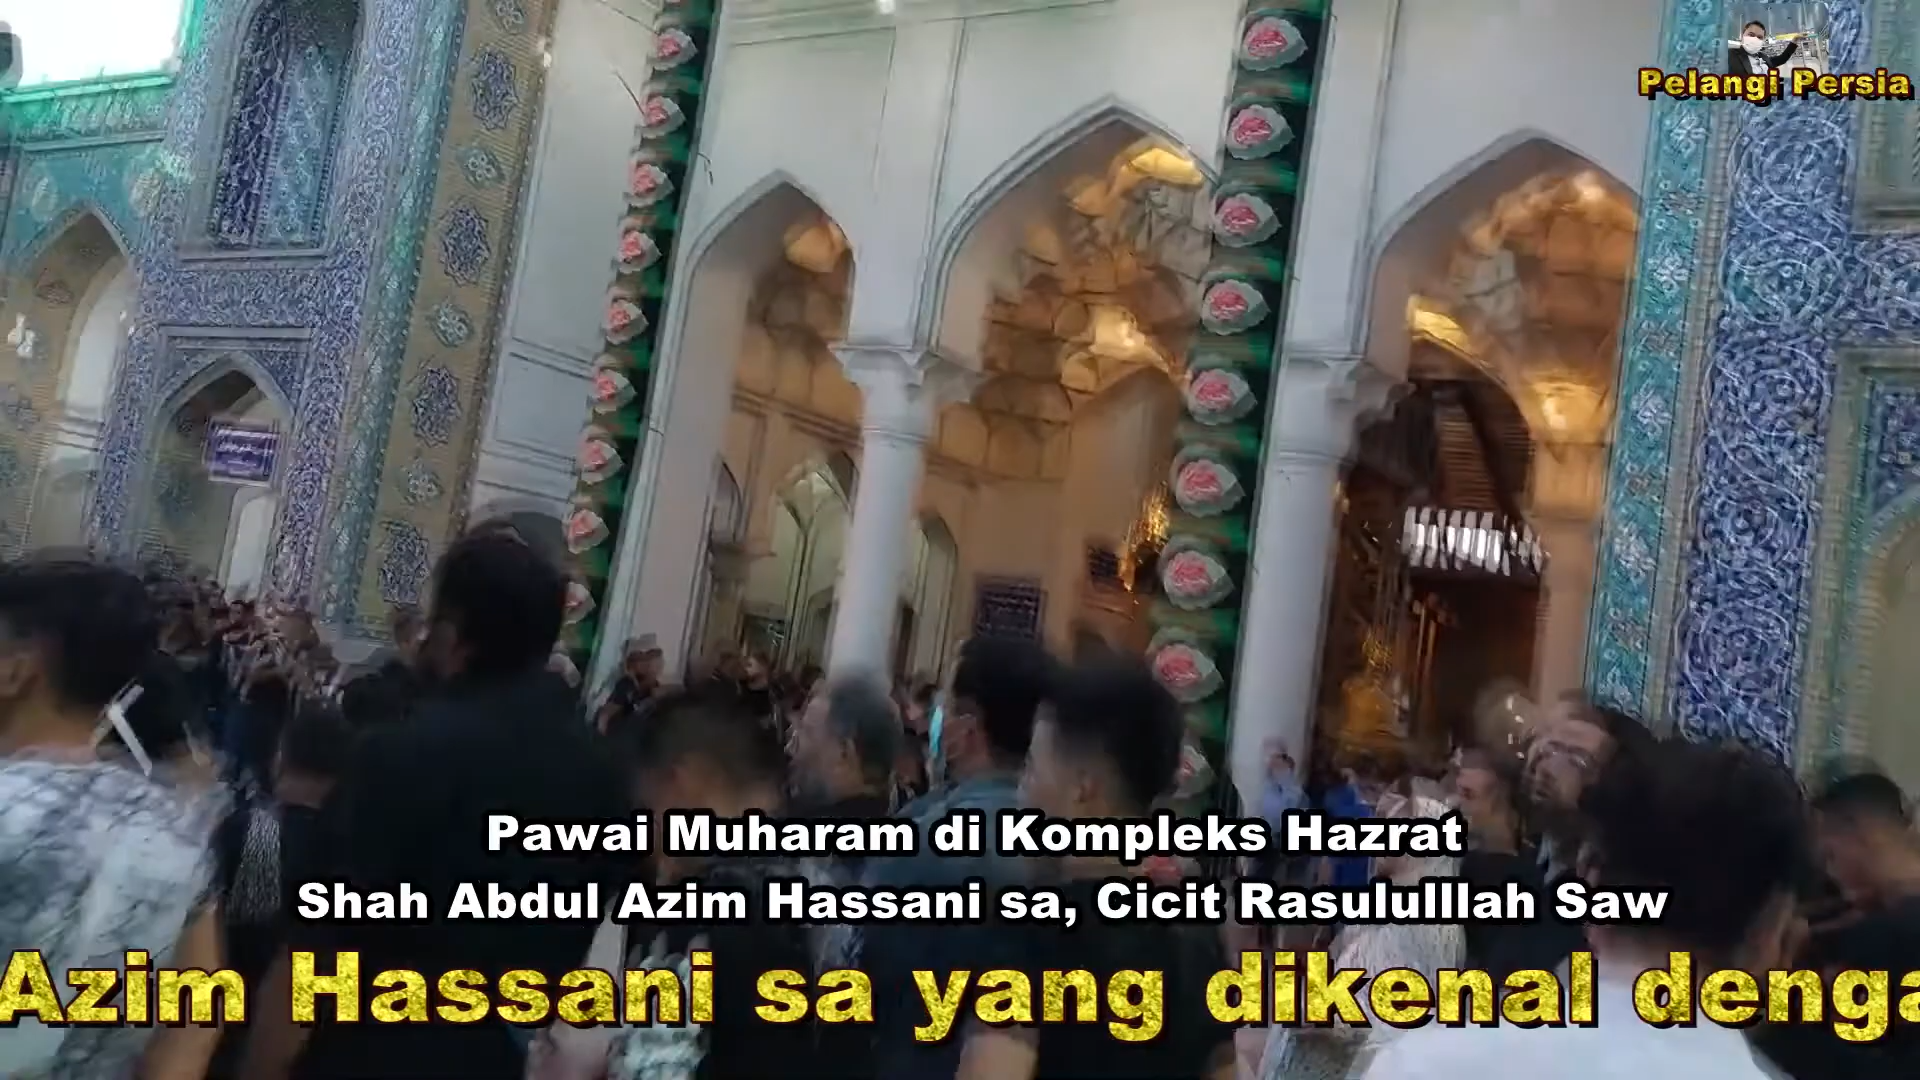 Pelangi Persia
Pawai Muharam di Kompleks Hazrat
Shah Abdul Azim Hassani sa, Cicit Rasululllah Saw
Azim Hassani sa yang dikenal denga